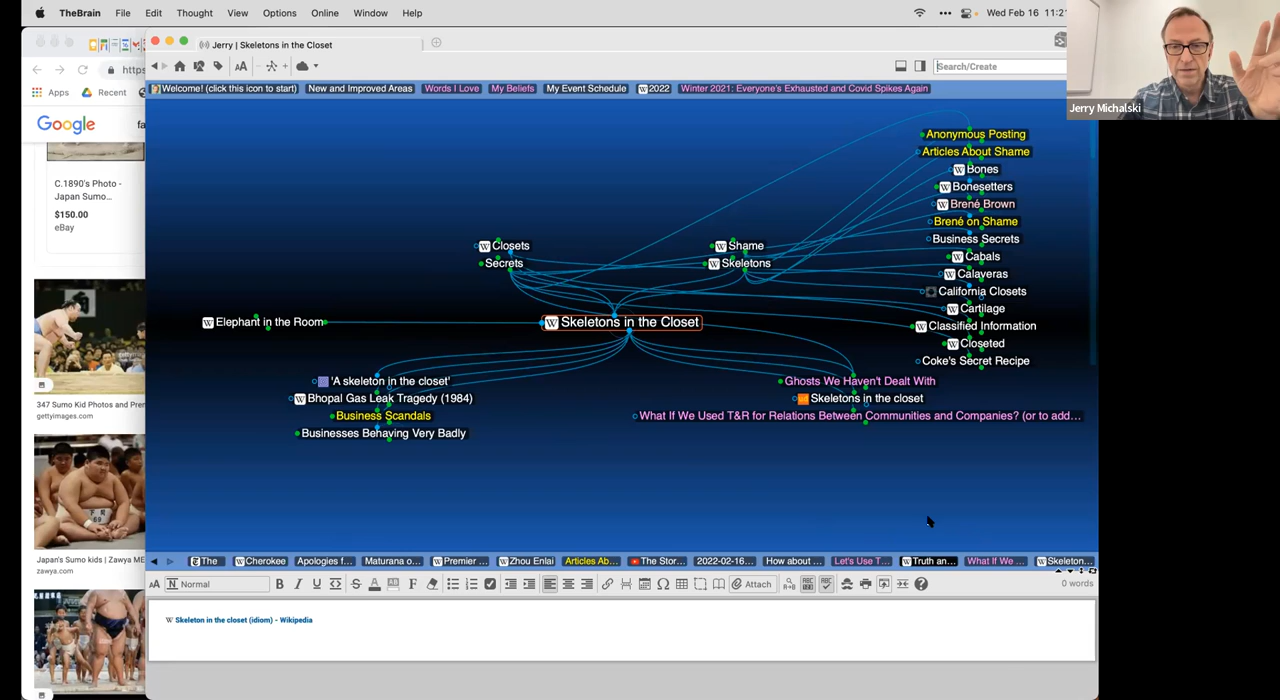 TheBrain File Edit Thought View Options Online Window Help
Wed Feb 16 11:2
Jerry | Skeletons in the Closet
https
Search/Create
Apps Recent
Welcome! (click this icon to start) New and Improved Areas Words I Love My Beliefs My Event Schedule 2022 Winter 2021: Everyone's Exhausted and Covid Spikes Again
Jerry Michalski
Google fa
C.1890's Photo -
Japan Sumo...
$150.00
eBay
347 Sumo Kid Photos and Prem
gettyimages.com
Japan's Sumo kids | Zawya ME
zawya.com
Anonymous Posting
Articles About Shame
Bones
Bonesetters
Brené Brown
Brené on Shame
Business Secrets
Cabals
Calaveras
California Closets
Cartilage
Classified Information
Closeted
Coke's Secret Recipe
Closets
Secrets
Shame
Skeletons
Elephant in the Room
Skeletons in the Closet
'A skeleton in the closet'
Bhopal Gas Leak Tragedy (1984)
Business Scandals
Businesses Behaving Very Badly
Ghosts We Haven't Dealt With
Skeletons in the closet
What If We Used T&R for Relations Between Communities and Companies? (or to add...
The Cherokee Apologies f... Maturana o... Premier ... Zhou Enlai Articles Ab... The Stor... 2022-02-16... How about ... Let's Use T... Truth an... What If We ... Skeleton...
Normal
Attach
0 words
Skeleton in the closet (idiom) - Wikipedia